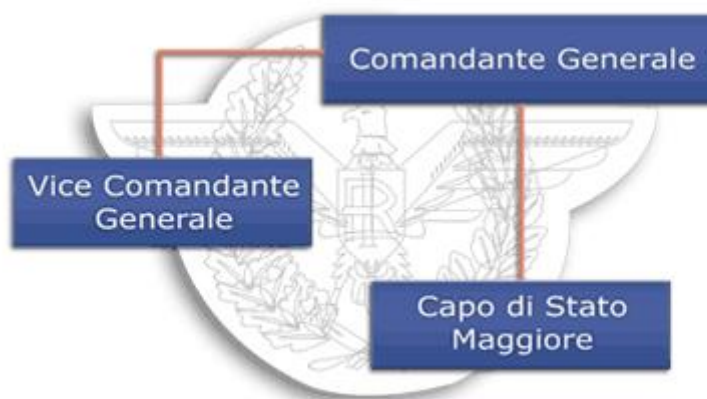 Comandante Generale
Vice Comandante
Generale
Capo di Stato
Maggiore